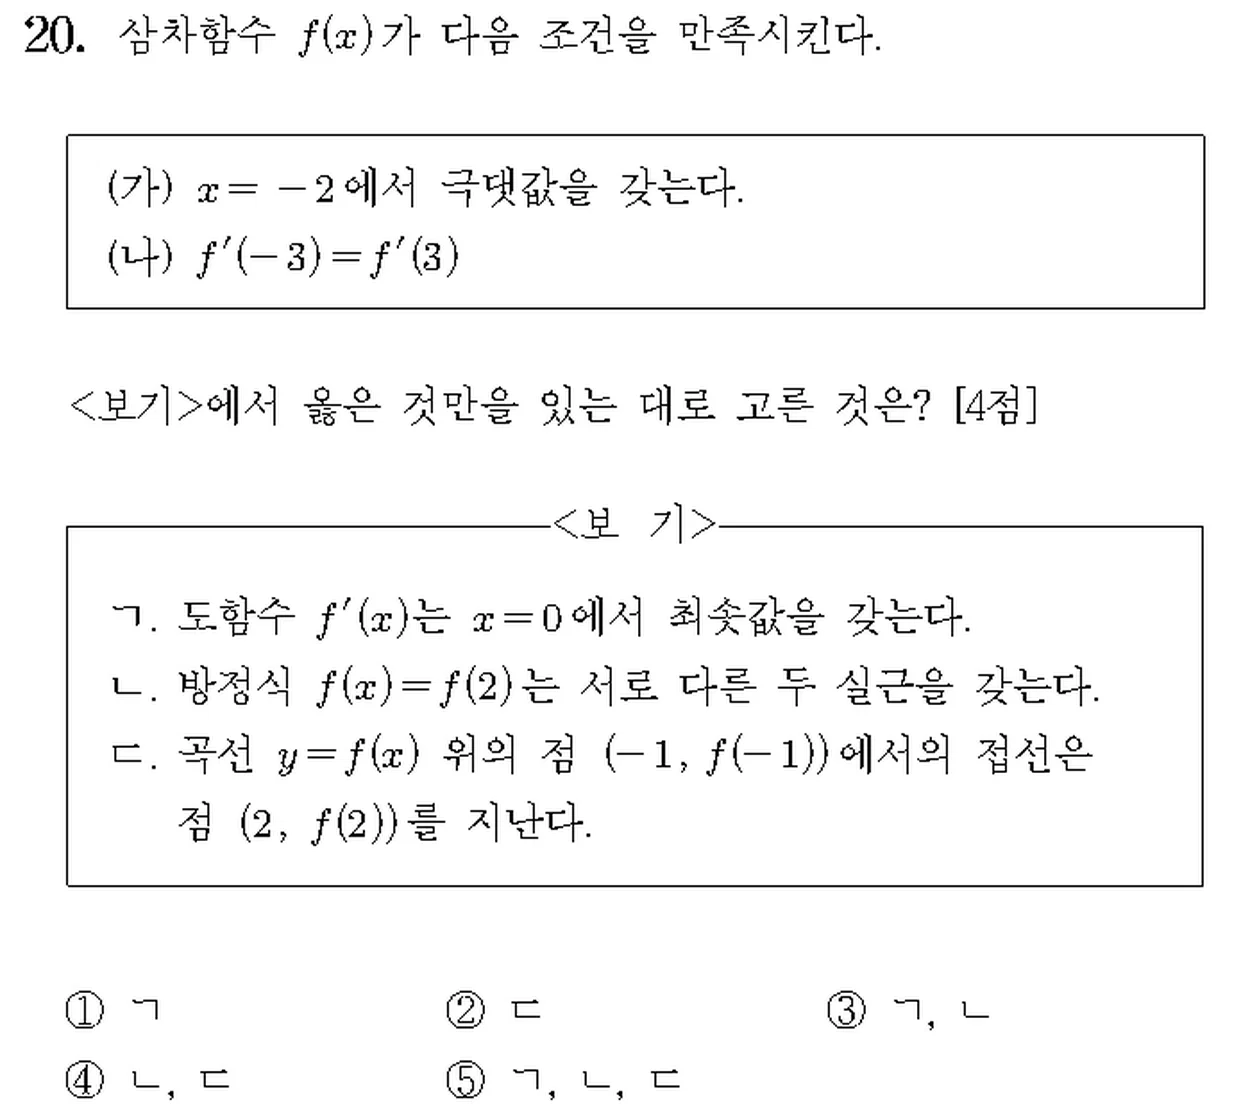 20. 삼차함수 f(x)가 다음 조건을 만족시킨다.
(가) x = -2에서 극댓값을 갖는다.
(나) f′(-3)=f′(3)
<보기>에서 옳은 것만을 있는 대로 고른 것은? [4점]
<보 기>
ㄱ. 도함수 f′(x)는 x=0에서 최솟값을 갖는다.
ㄴ. 방정식 f(x)=f(2)는 서로 다른 두 실근을 갖는다.
ㄷ. 곡선 y=f(x) 위의 점 (-1, f(-1))에서의 접선은
점 (2, f(2))를 지난다.
① ㄱ ② ㄷ ③ ㄱ, ㄴ
④ ㄴ, ㄷ ⑤ ㄱ, ㄴ, ㄷ